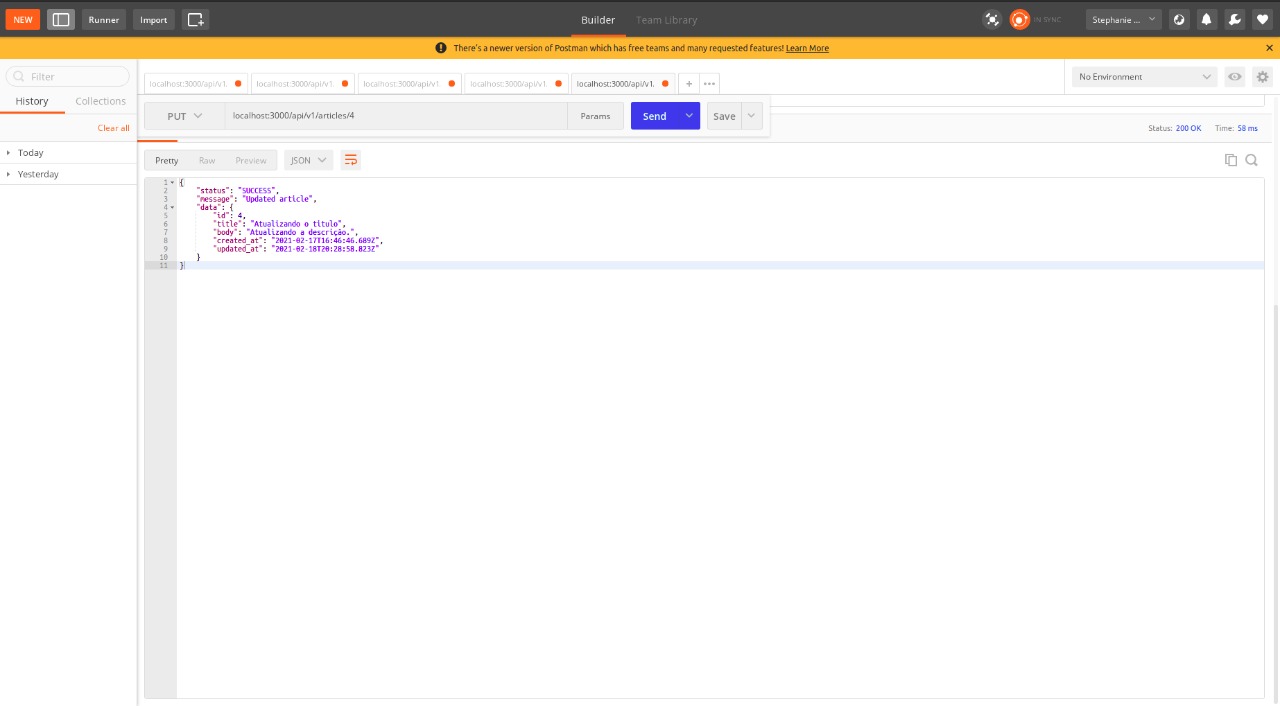 NEW Runner Import Builder Team Library IN SYNC Stephanie ...
There's a newer version of Postman which has free teams and many requested features! Learn More
Filter
History Collections
Clear all
Today
Yesterday
localhost:3000/api/v1, localhost:3000/api/v1, localhost:3000/api/v1. localhost:3000/api/v1, localhost:3000/api/v1.
No Environment
PUT localhost:3000/api/v1/articles/4 Params Send Save
Status: 200 OK Time: 58 ms
Pretty Raw Preview JSON
1 {
2 "status": "SUCCESS",
3 "message": "Updated article",
4 "data": {
5 "id": 4,
6 "title": "Atualizando o titulo",
7 "body": "Atualizando a descrição.",
8 "created_at": "2021-02-17T16:46:46.689Z",
9 "updated_at": "2021-02-18T20:28:58.823Z"
10 }
11 }